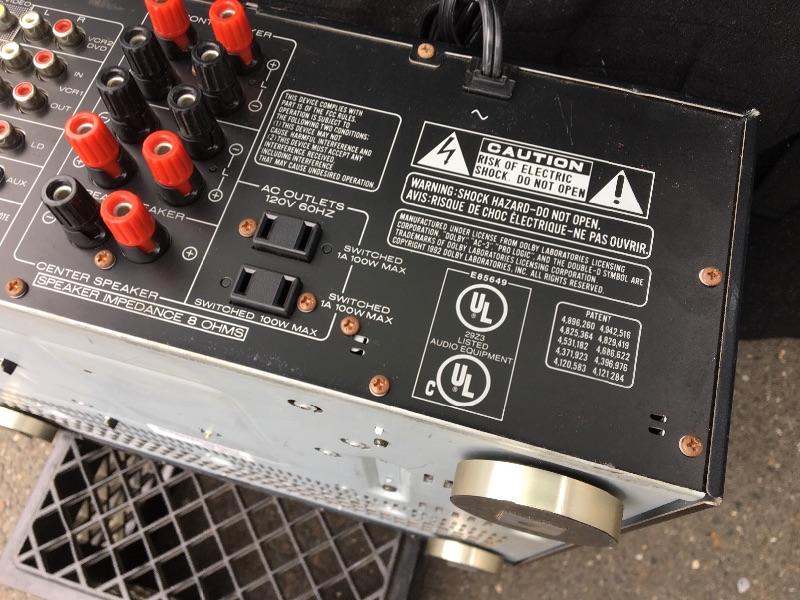 VIDEO
L
R
VCR2
DVD
IN
VCR1
OUT
LD
AUX
+
L
−
L
−
+
CENTER SPEAKER
SPEAKER IMPEDANCE 8 OHMS
THIS DEVICE COMPLIES WITH
PART 15 OF THE FCC RULES.
OPERATION IS SUBJECT TO
THE FOLLOWING TWO CONDITIONS;
(1) THIS DEVICE MAY NOT
CAUSE HARMFUL INTERFERENCE AND
(2) THIS DEVICE MUST ACCEPT ANY
INTERFERENCE RECEIVED
INCLUDING INTERFERENCE
THAT MAY CAUSE UNDESIRED OPERATION.
AC OUTLETS
120V 60HZ
SWITCHED
1A 100W MAX
SWITCHED
1A 100W MAX
SWITCHED 100W MAX
~
CAUTION
RISK OF ELECTRIC
SHOCK. DO NOT OPEN
WARNING: SHOCK HAZARD-DO NOT OPEN.
AVIS: RISQUE DE CHOC ÉLECTRIQUE-NE PAS OUVRIR.
MANUFACTURED UNDER LICENSE FROM DOLBY LABORATORIES LICENSING
CORPORATION. "DOLBY", "AC-3", "PRO LOGIC" AND THE DOUBLE-D SYMBOL ARE
TRADEMARKS OF DOLBY LABORATORIES LICENSING CORPORATION.
COPYRIGHT 1992 DOLBY LABORATORIES, INC. ALL RIGHTS RESERVED.
E85649
UL
29Z3
LISTED
AUDIO EQUIPMENT
C UL
PATENT
4,896,260 4,942,516
4,825,364 4,829,419
4,531,182 4,686,622
4,371,923 4,396,976
4,120,583 4,121,284